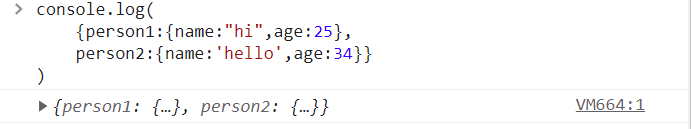 > console.log(
{person1:{name:"hi",age:25},
person2:{name:'hello',age:34}}
)
▶ {person1: {…}, person2: {…}} VM664:1